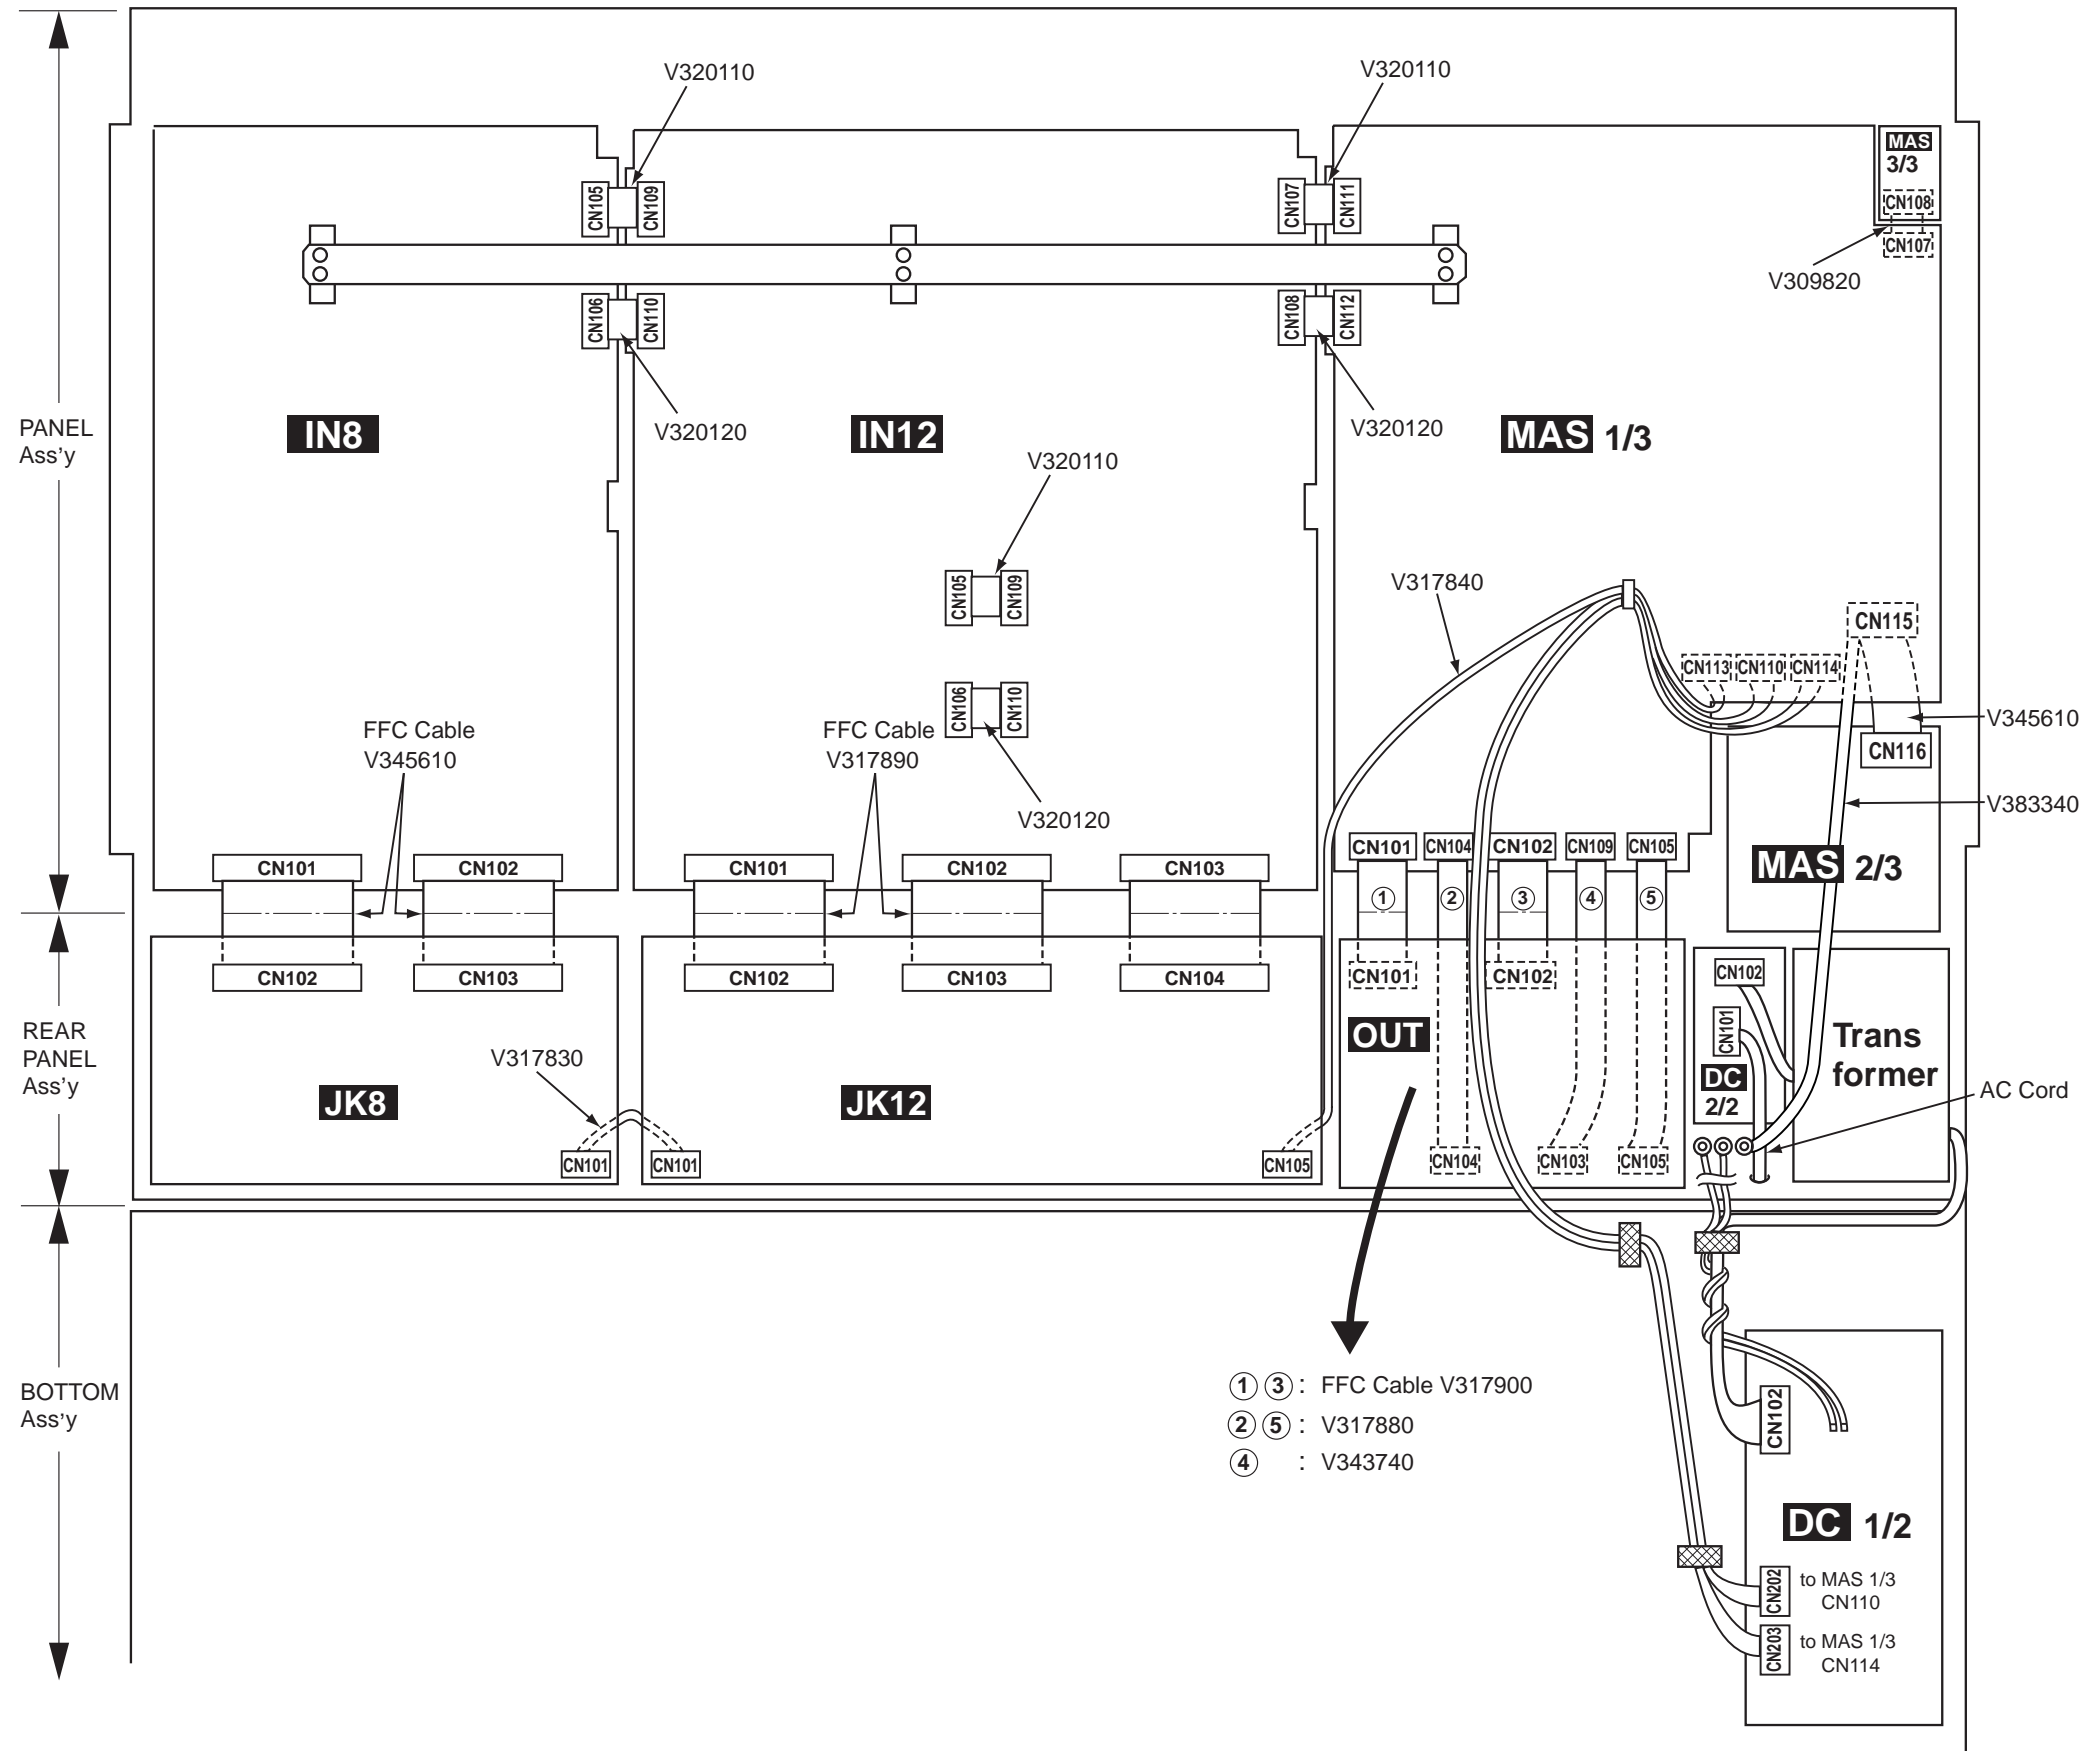 V320110
V320110
MAS
3/3
CN108
CN107
V309820
CN105
CN109
CN107
CN111
CN106
CN110
CN108
CN112
PANEL
Ass'y
IN8
V320120
IN12
V320120
MAS 1/3
V320110
CN105
CN109
V317840
CN115
CN113
CN110
CN114
CN106
CN110
FFC Cable
V345610
FFC Cable
V317890
V320120
V345610
CN116
V383340
CN101
CN102
CN101
CN102
CN103
CN101
CN104
CN102
CN109
CN105
MAS 2/3
1
2
3
4
5
CN102
CN103
CN102
CN103
CN104
CN101
CN102
CN102
CN101
REAR
PANEL
Ass'y
V317830
JK8
JK12
OUT
DC
2/2
Trans
former
AC Cord
CN101
CN101
CN105
CN104
CN103
CN105
BOTTOM
Ass'y
1 3 : FFC Cable V317900
2 5 : V317880
4 : V343740
CN102
DC 1/2
CN202
to MAS 1/3
CN110
CN203
to MAS 1/3
CN114